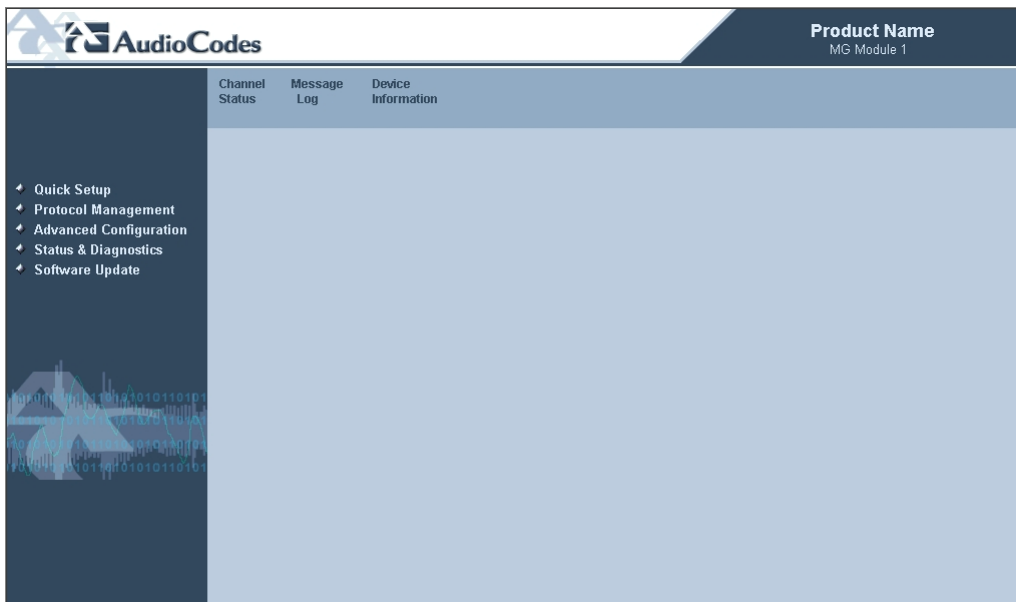 AudioCodes
Product Name
MG Module 1
Channel Status
Message Log
Device Information
Quick Setup
Protocol Management
Advanced Configuration
Status & Diagnostics
Software Update